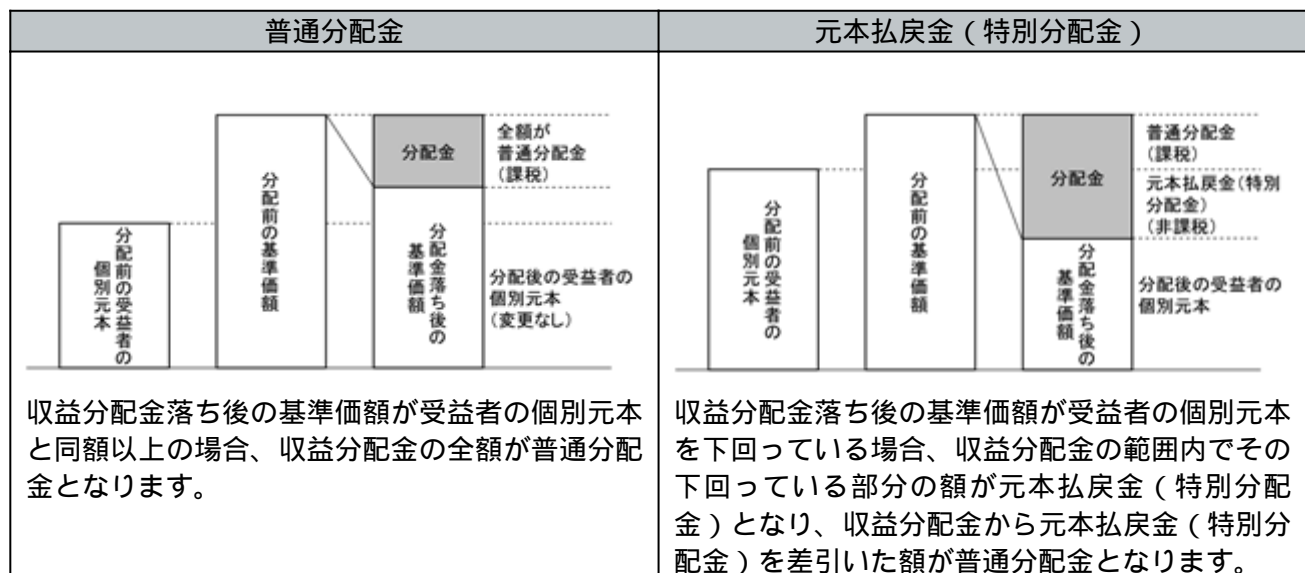 普通分配金
分配前の受益者の
個別元本
分配前の基準価額
分配金
分配金落ち後の
基準価額
全額が
普通分配金
(課税)
分配後の受益者の
個別元本
(変更なし)
収益分配金落ち後の基準価額が受益者の個別元本
と同額以上の場合、収益分配金の全額が普通分配
金となります。
元本払戻金(特別分配金)
分配前の受益者の
個別元本
分配前の基準価額
分配金
分配金落ち後の
基準価額
普通分配金
(課税)
元本払戻金(特別
分配金)
(非課税)
分配後の受益者の
個別元本
収益分配金落ち後の基準価額が受益者の個別元本
を下回っている場合、収益分配金の範囲内でその
下回っている部分の額が元本払戻金(特別分配
金)となり、収益分配金から元本払戻金(特別分
配金)を差引いた額が普通分配金となります。